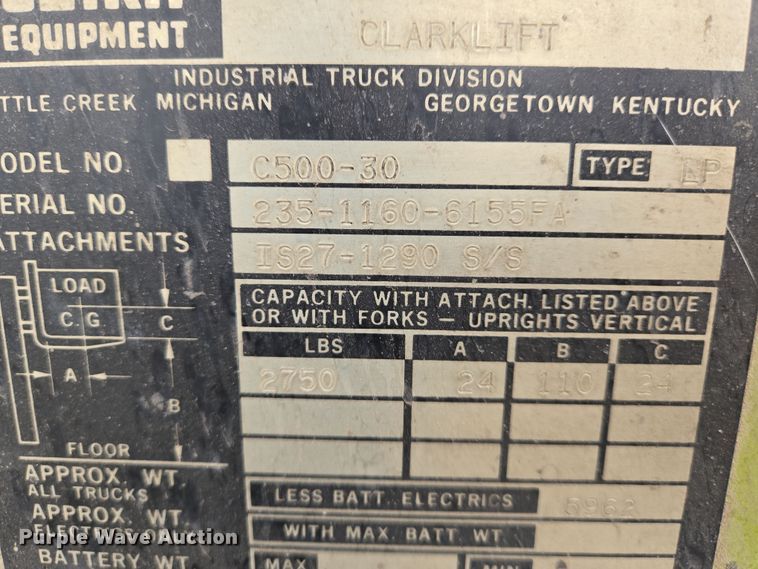 EQUIPMENT
CLARKLIFT
INDUSTRIAL TRUCK DIVISION
TTLE CREEK MICHIGAN GEORGETOWN KENTUCKY
ODEL NO. C500-30 TYPE LP
ERIAL NO. 235-1160-6155FA
ATTACHMENTS IS27-1290 S/S
LOAD
C.G
C
A
B
FLOOR
CAPACITY WITH ATTACH. LISTED ABOVE
OR WITH FORKS – UPRIGHTS VERTICAL
LBS A B C
2750 24 110 24
APPROX. WT.
ALL TRUCKS
LESS BATT. ELECTRICS 5962
APPROX WT.
WITH MAX. BATT. WT.
BATTERY WT. MAX MIN
Purple Wave Auction